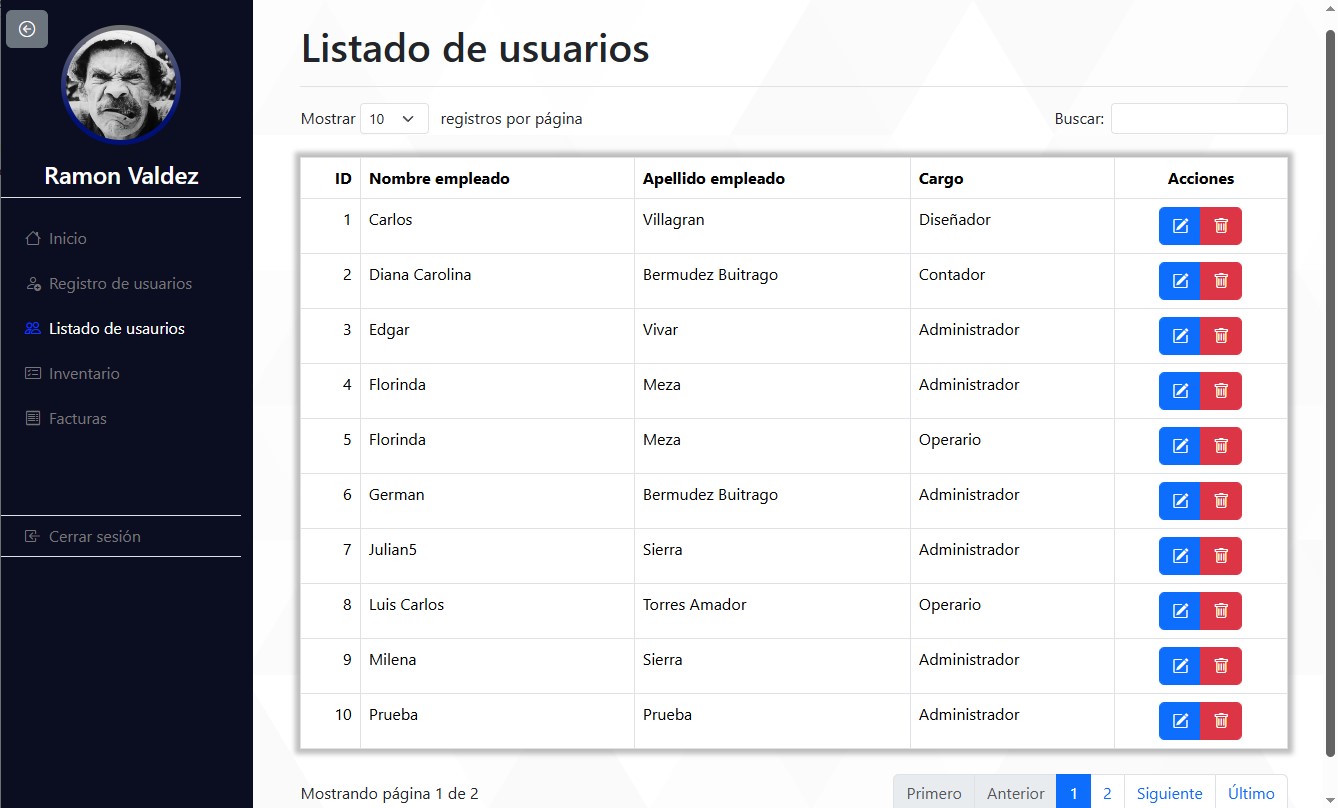 Ramon Valdez
Inicio
Registro de usuarios
Listado de usaurios
Inventario
Facturas
Cerrar sesión
Listado de usuarios
Mostrar 10 registros por página Buscar:
ID Nombre empleado Apellido empleado Cargo Acciones
1 Carlos Villagran Diseñador
2 Diana Carolina Bermudez Buitrago Contador
3 Edgar Vivar Administrador
4 Florinda Meza Administrador
5 Florinda Meza Operario
6 German Bermudez Buitrago Administrador
7 Julian5 Sierra Administrador
8 Luis Carlos Torres Amador Operario
9 Milena Sierra Administrador
10 Prueba Prueba Administrador
Mostrando página 1 de 2 Primero Anterior 1 2 Siguiente Último